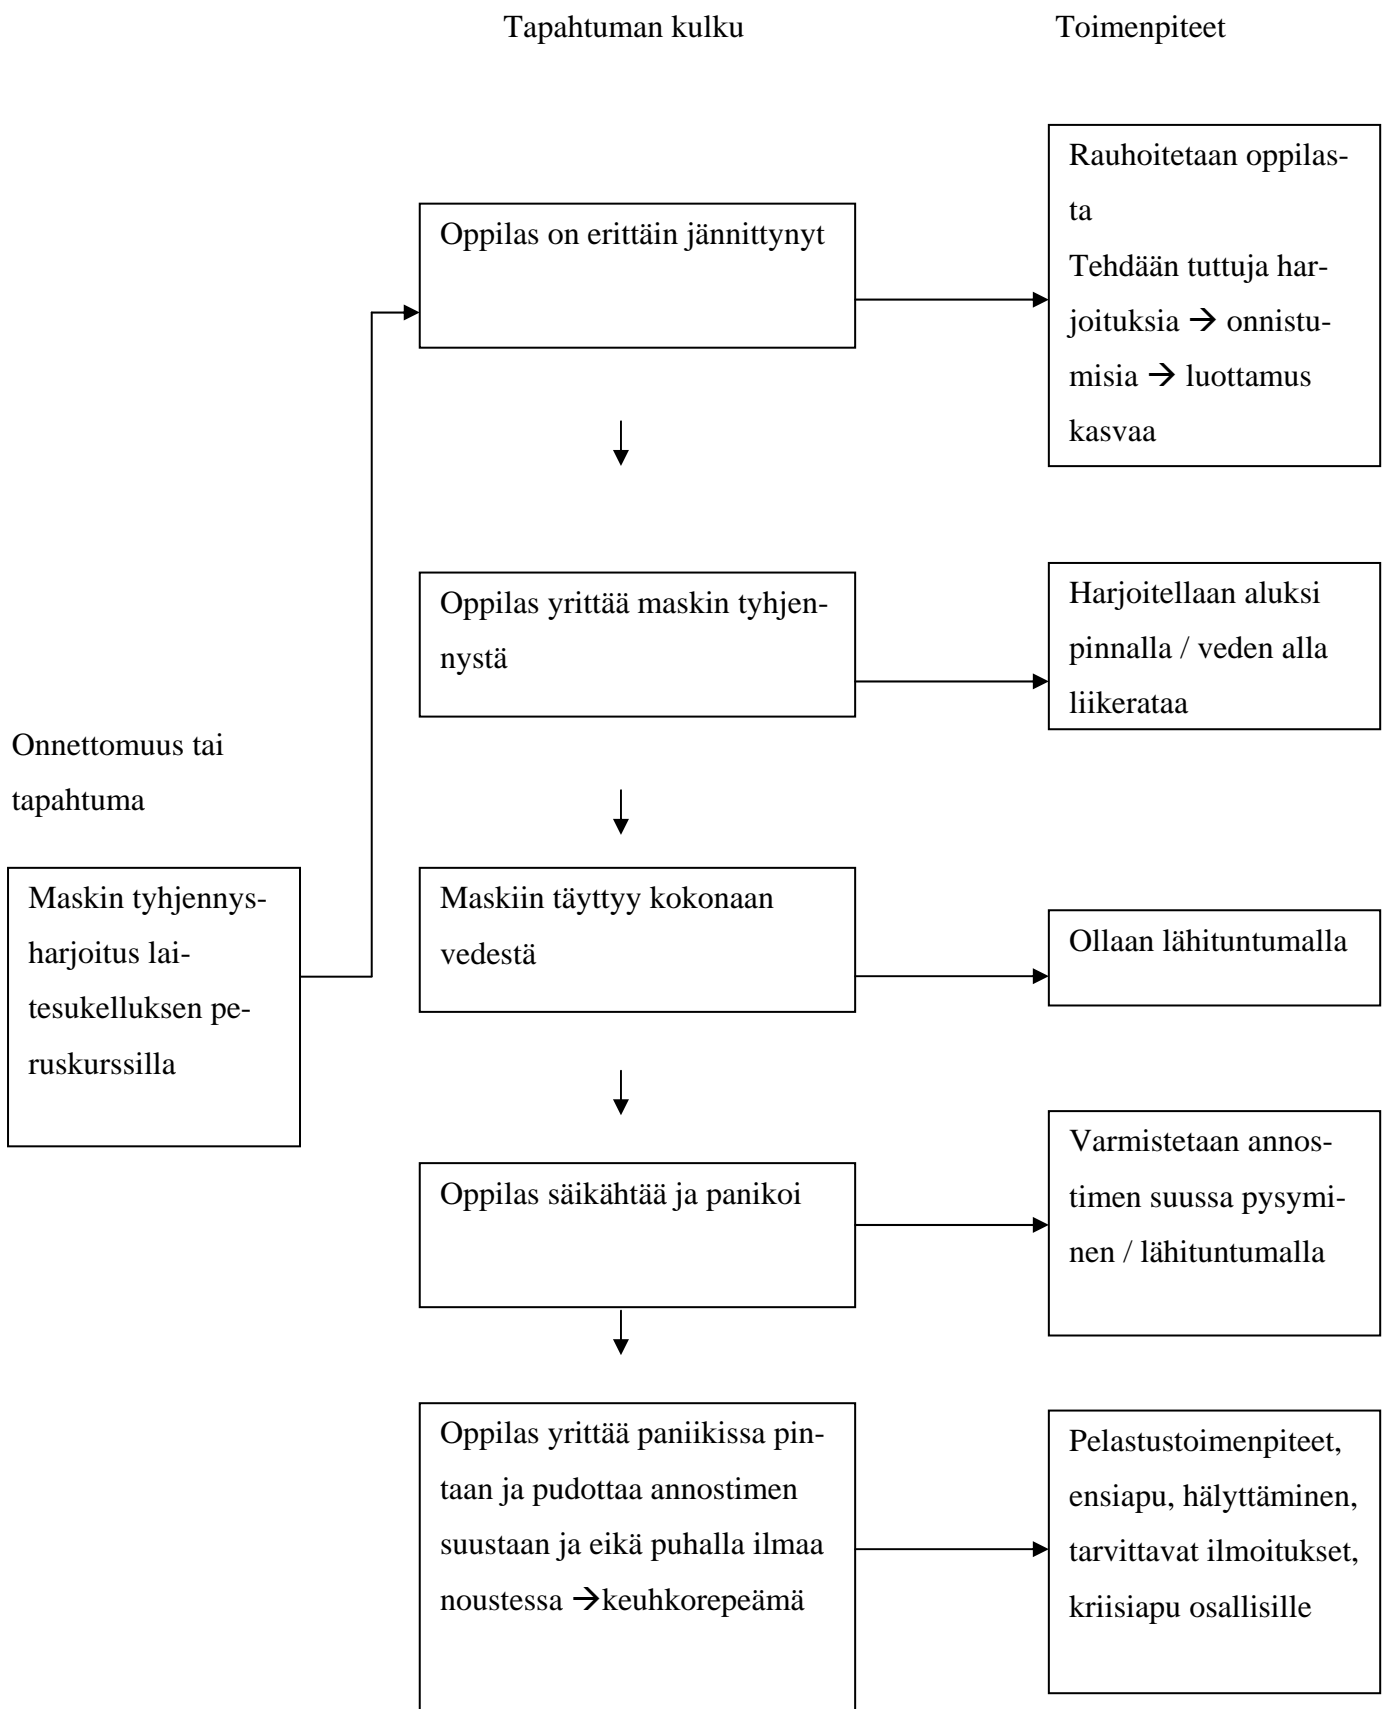 Tapahtuman kulku
Toimenpiteet
Onnettomuus tai
tapahtuma
Maskin tyhjennys-
harjoitus lai-
tesukelluksen pe-
ruskurssilla
Oppilas on erittäin jännittynyt
Rauhoitetaan oppilas-
ta
Tehdään tuttuja har-
joituksia → onnistu-
misia → luottamus
kasvaa
Oppilas yrittää maskin tyhjen-
nystä
Harjoitellaan aluksi
pinnalla / veden alla
liikerataa
Maskiin täyttyy kokonaan
vedestä
Ollaan lähituntumalla
Oppilas säikähtää ja panikoi
Varmistetaan annos-
timen suussa pysymi-
nen / lähituntumalla
Oppilas yrittää paniikissa pin-
taan ja pudottaa annostimen
suustaan ja eikä puhalla ilmaa
noustessa →keuhkorepeämä
Pelastustoimenpiteet,
ensiapu, hälyttäminen,
tarvittavat ilmoitukset,
kriisiapu osallisille